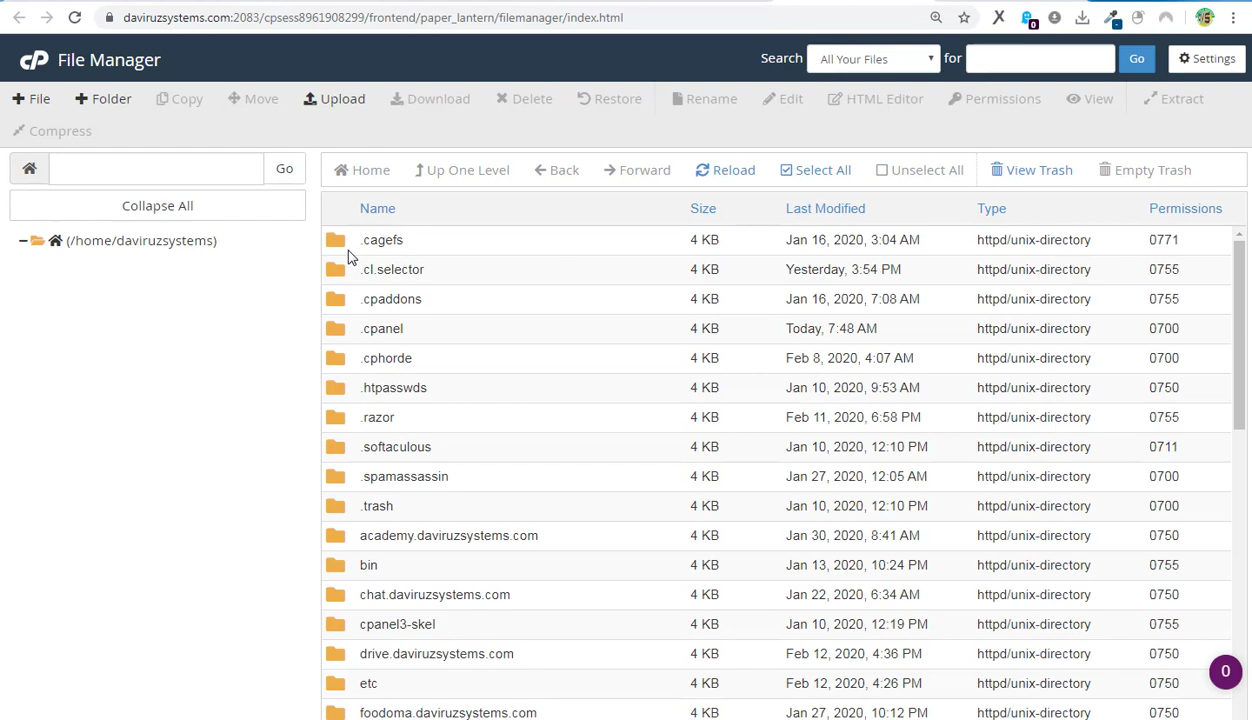 daviruzsystems.com:2083/cpsess8961908299/frontend/paper_lantern/filemanager/index.html
cP File Manager
Search All Your Files for Go Settings
File Folder Copy Move Upload Download Delete Restore Rename Edit HTML Editor Permissions View Extract
Compress
Go Home Up One Level Back Forward Reload Select All Unselect All View Trash Empty Trash
Collapse All
(/home/daviruzsystems)
Name Size Last Modified Type Permissions
.cagefs 4 KB Jan 16, 2020, 3:04 AM httpd/unix-directory 0771
.cl.selector 4 KB Yesterday, 3:54 PM httpd/unix-directory 0755
.cpaddons 4 KB Jan 16, 2020, 7:08 AM httpd/unix-directory 0755
.cpanel 4 KB Today, 7:48 AM httpd/unix-directory 0700
.cphorde 4 KB Feb 8, 2020, 4:07 AM httpd/unix-directory 0700
.htpasswds 4 KB Jan 10, 2020, 9:53 AM httpd/unix-directory 0750
.razor 4 KB Feb 11, 2020, 6:58 PM httpd/unix-directory 0755
.softaculous 4 KB Jan 10, 2020, 12:10 PM httpd/unix-directory 0711
.spamassassin 4 KB Jan 27, 2020, 12:05 AM httpd/unix-directory 0700
.trash 4 KB Jan 10, 2020, 12:10 PM httpd/unix-directory 0700
academy.daviruzsystems.com 4 KB Jan 30, 2020, 8:41 AM httpd/unix-directory 0750
bin 4 KB Jan 13, 2020, 10:24 PM httpd/unix-directory 0755
chat.daviruzsystems.com 4 KB Jan 22, 2020, 6:34 AM httpd/unix-directory 0750
cpanel3-skel 4 KB Jan 10, 2020, 12:19 PM httpd/unix-directory 0755
drive.daviruzsystems.com 4 KB Feb 12, 2020, 4:36 PM httpd/unix-directory 0750
etc 4 KB Feb 12, 2020, 4:26 PM httpd/unix-directory 0750
foodoma.daviruzsystems.com 4 KB Jan 27, 2020, 10:12 PM httpd/unix-directory 0750
0
0